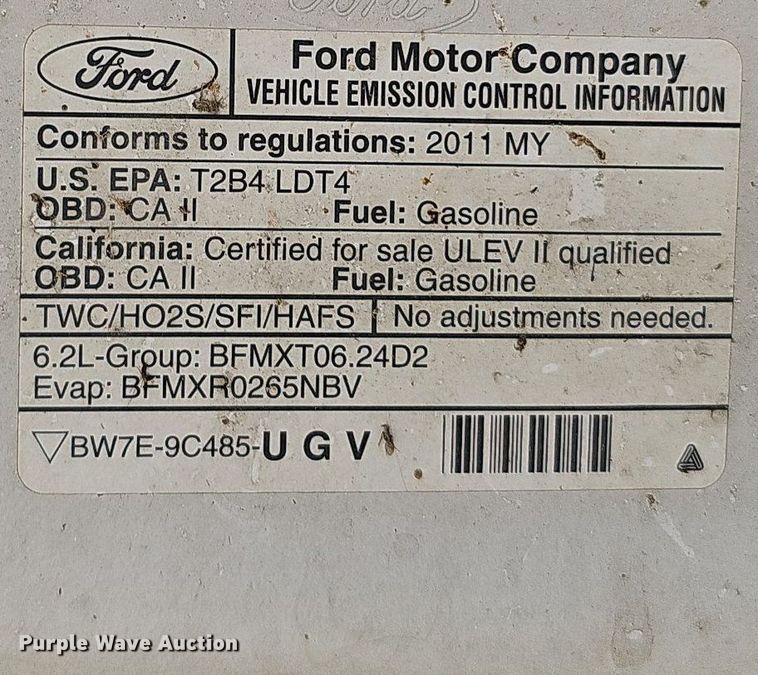 Ford
Ford
Ford Motor Company
VEHICLE EMISSION CONTROL INFORMATION
Conforms to regulations: 2011 MY
U.S. EPA: T2B4 LDT4
OBD: CA II Fuel: Gasoline
California: Certified for sale ULEV II qualified
OBD: CA II Fuel: Gasoline
TWC/HO2S/SFI/HAFS No adjustments needed.
6.2L-Group: BFMXT06.24D2
Evap: BFMXR0265NBV
BW7E-9C485-U G V
Purple Wave Auction